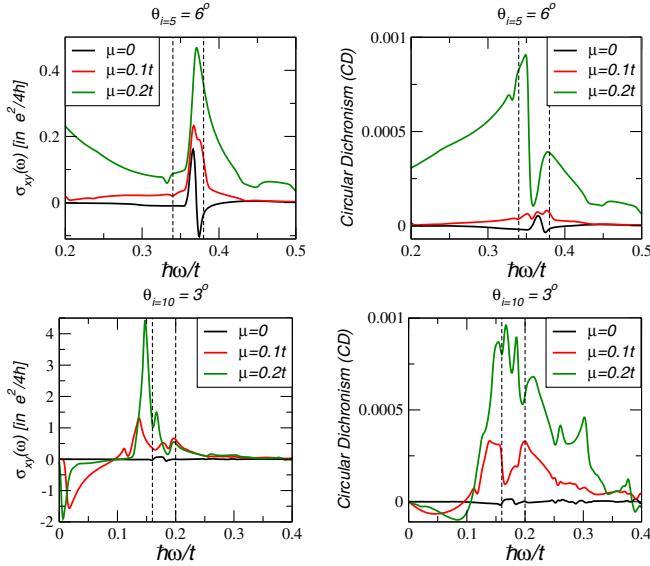 θi=5 = 6°
σxy(ω) [in e²/4ħ]
0.4
0.2
0
μ=0
μ=0.1t
μ=0.2t
0.2 0.3 0.4 0.5
ħω/t
θi=5 = 6°
Circular Dichronism (CD)
0.001
0.0005
0
μ=0
μ=0.1t
μ=0.2t
0.2 0.3 0.4 0.5
ħω/t
θi=10 = 3°
σxy(ω) [in e²/4ħ]
4
3
2
1
0
-1
-2
μ=0
μ=0.1t
μ=0.2t
0 0.1 0.2 0.3 0.4
ħω/t
θi=10 = 3°
Circular Dichronism (CD)
0.001
0.0005
0
μ=0
μ=0.1t
μ=0.2t
0 0.1 0.2 0.3 0.4
ħω/t